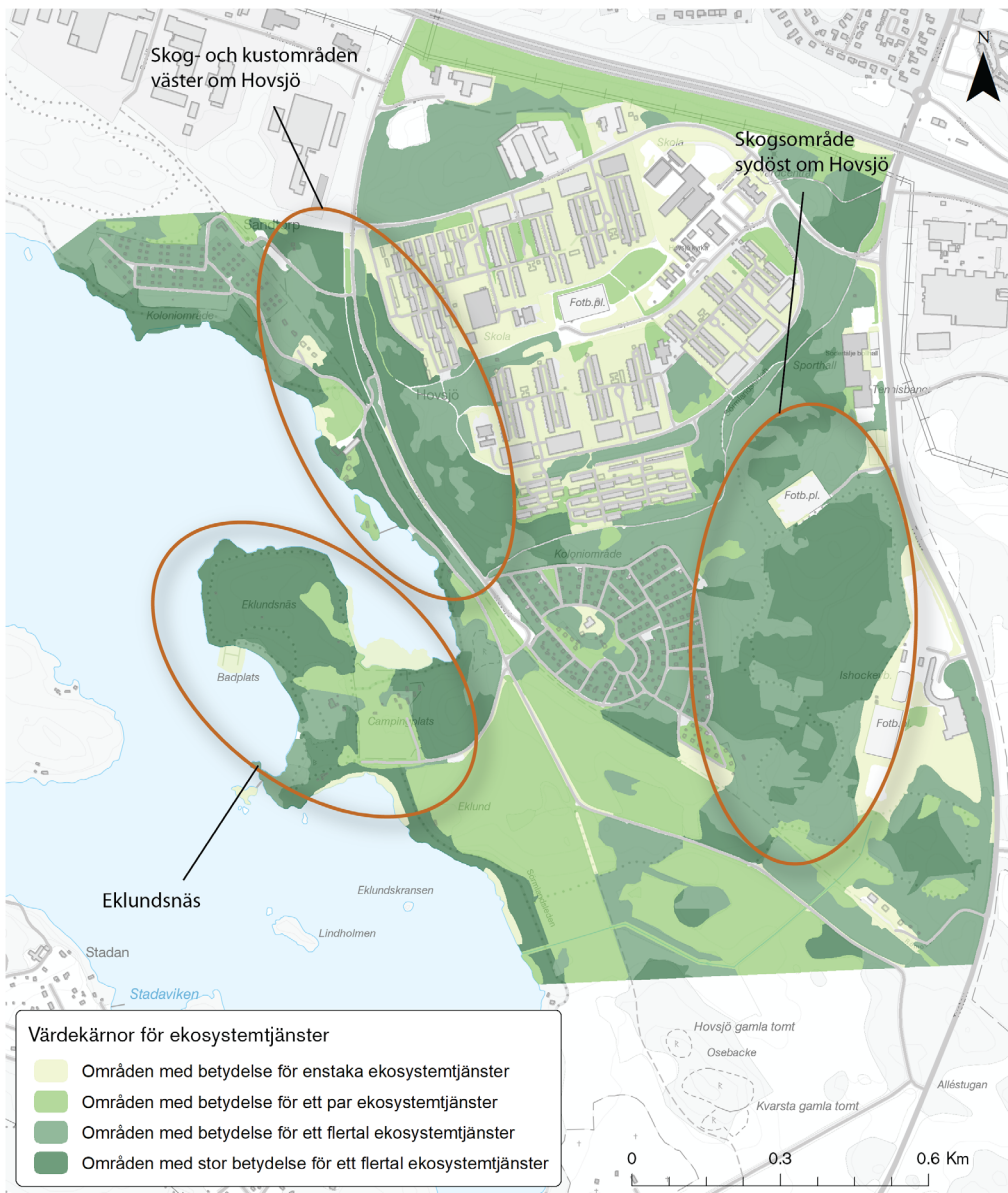 Skog- och kustområden
väster om Hovsjö
N
Skola
Skogsområde
sydöst om Hovsjö
Sandtorp
Fotb.pl.
Koloniområde
Skola
Sporthall
Tennisbana
Hovsjö
Fotb.pl.
Koloniområde
Eklundsnäs
Badplats
Ishockeyb.
Campingplats
Fotb.pl.
Eklund
Eklundsnäs
Eklundskransen
Sörmlandsleden
Lindholmen
Stadan
Stadaviken
Värdekärnor för ekosystemtjänster
Områden med betydelse för enstaka ekosystemtjänster
Områden med betydelse för ett par ekosystemtjänster
Områden med betydelse för ett flertal ekosystemtjänster
Områden med stor betydelse för ett flertal ekosystemtjänster
Hovsjö gamla tomt
R
Osebacke
R
Kvarsta gamla tomt
R
Alléstugan
0 0.3 0.6 Km